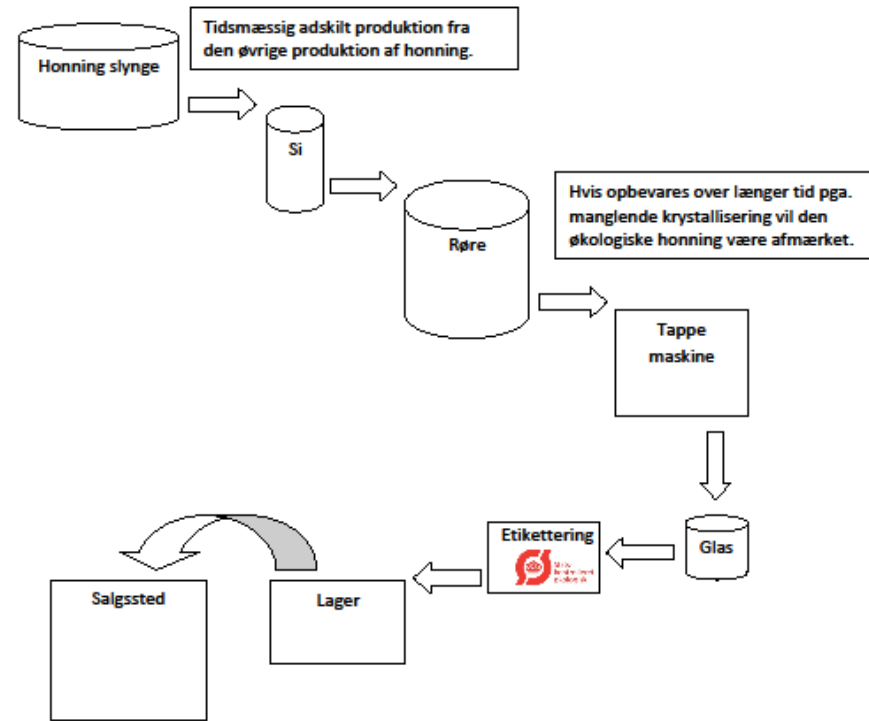 Tidsmæssig adskilt produktion fra
den øvrige produktion af honning.
Honning slynge
Si
Hvis opbevares over længer tid pga.
manglende krystallisering vil den
økologiske honning være afmærket.
Røre
Tappe
maskine
Etikettering
Glas
Salgssted
Lager